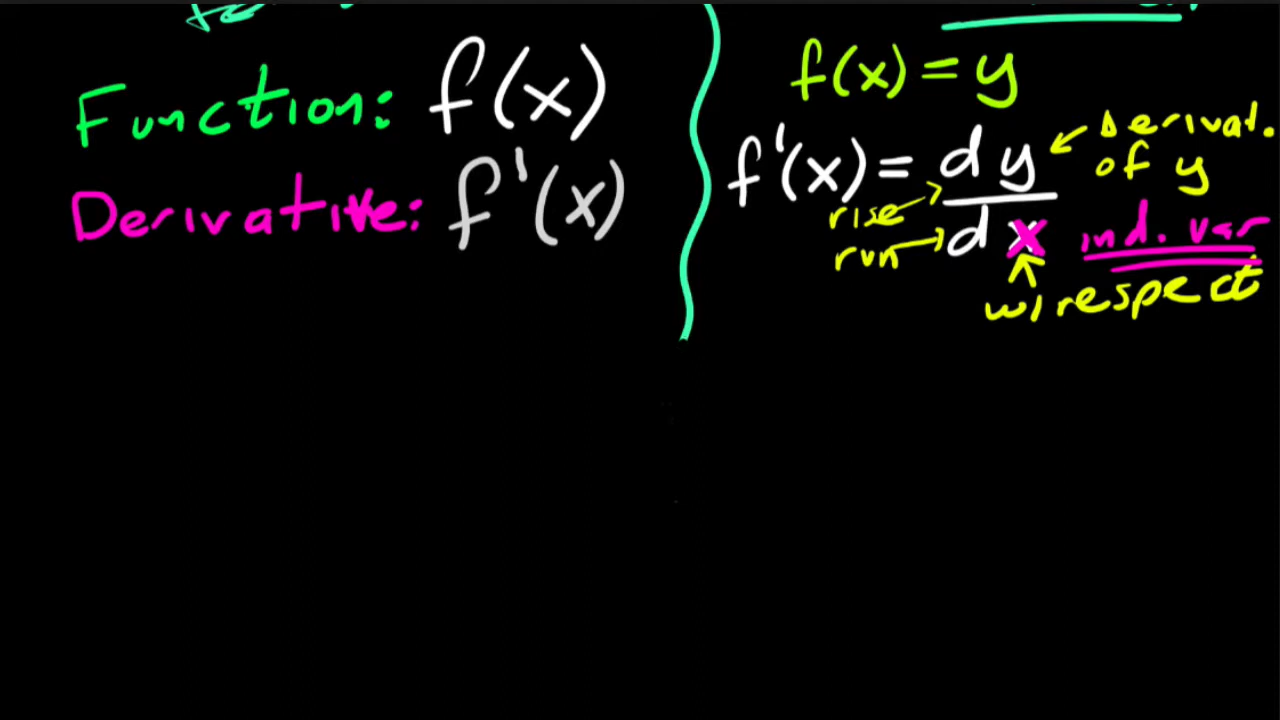 Function: f(x)
Derivative: f'(x)
f(x) = y
f'(x) = dy
dx
Derivat.
of y
rise
run
ind. var
w/ respect